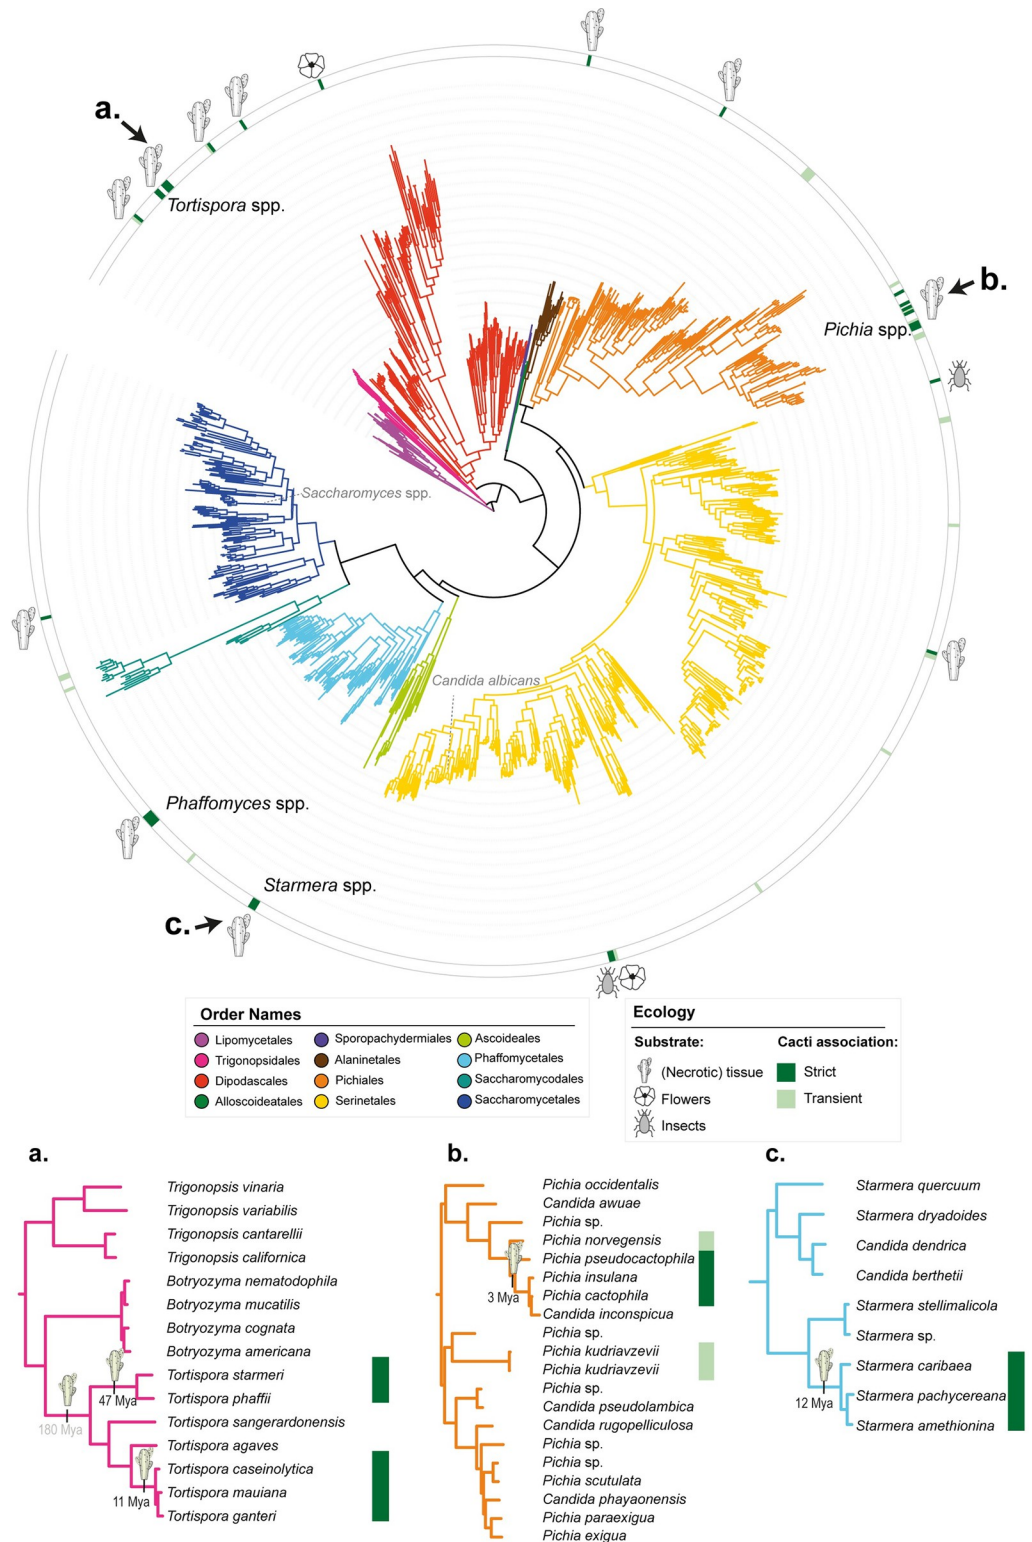 a.
Tortispora spp.
b.
Pichia spp.
Saccharomyces spp.
Candida albicans
Phaffomyces spp.
Starmera spp.
c.
Order Names
Lipomycetales
Trigonopsidales
Dipodascales
Alloscoideatales
Sporopachydermiales
Alaninetales
Pichiales
Serinetales
Ascoideales
Phaffomycetales
Saccharomycodales
Saccharomycetales
Ecology
Substrate:
(Necrotic) tissue
Flowers
Insects
Cacti association:
Strict
Transient
a.
Trigonopsis vinaria
Trigonopsis variabilis
Trigonopsis cantarellii
Trigonopsis californica
Botryozyma nematodophila
Botryozyma mucatilis
Botryozyma cognata
Botryozyma americana
Tortispora starmeri
47 Mya
Tortispora phaffii
180 Mya
Tortispora sangerardonensis
Tortispora agaves
Tortispora caseinolytica
Tortispora mauiana
11 Mya
Tortispora ganteri
b.
Pichia occidentalis
Candida awuae
Pichia sp.
Pichia norvegensis
Pichia pseudocactophila
Pichia insulana
3 Mya
Pichia cactophila
Candida inconspicua
Pichia sp.
Pichia kudriavzevii
Pichia kudriavzevii
Pichia sp.
Candida pseudolambica
Candida rugopelliculosa
Pichia sp.
Pichia sp.
Pichia scutulata
Candida phayaonensis
Pichia paraexigua
Pichia exigua
c.
Starmera quercuum
Starmera dryadoides
Candida dendrica
Candida berthetii
Starmera stellimalicola
Starmera sp.
Starmera caribaea
12 Mya
Starmera pachycereana
Starmera amethionina